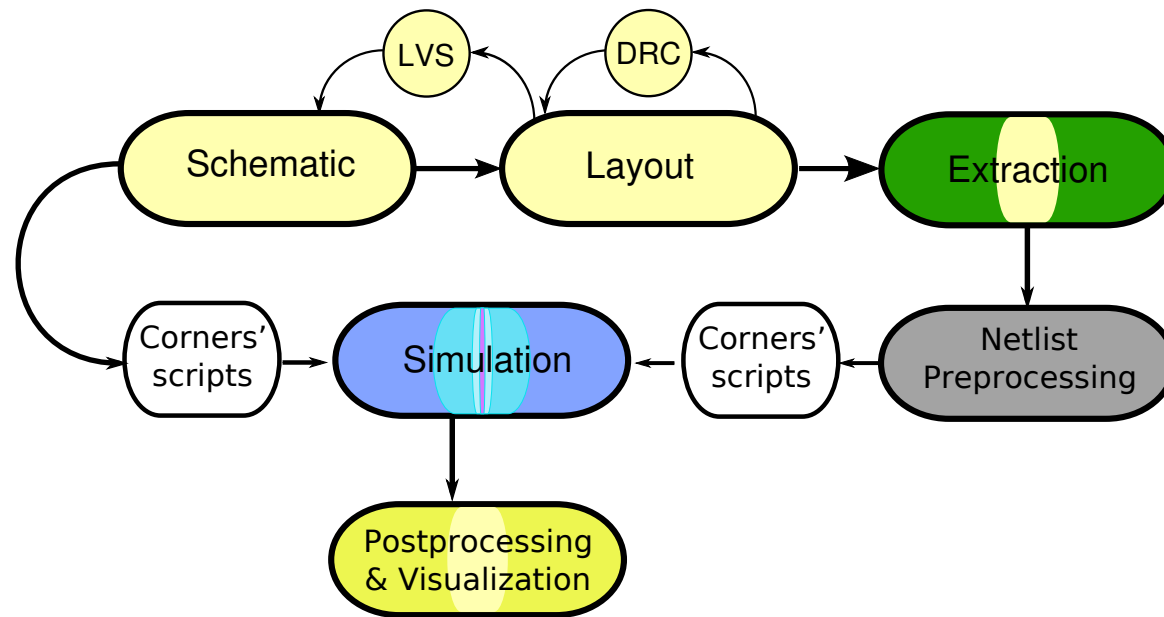 LVS
DRC
Schematic
Layout
Extraction
Corners’
scripts
Simulation
Corners’
scripts
Netlist
Preprocessing
Postprocessing
& Visualization